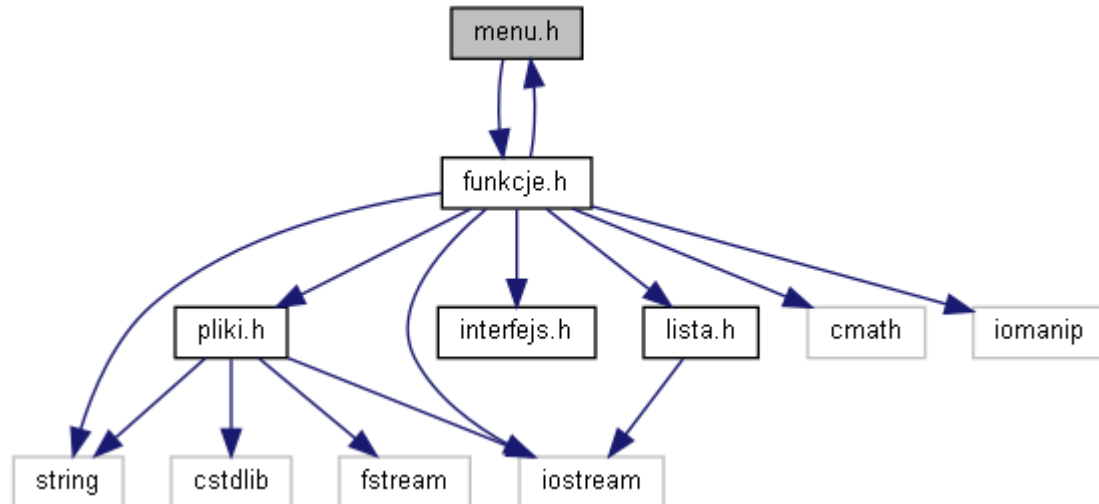 menu.h
funkcje.h
pliki.h
interfejs.h
lista.h
cmath
iomanip
string
cstdlib
fstream
iostream